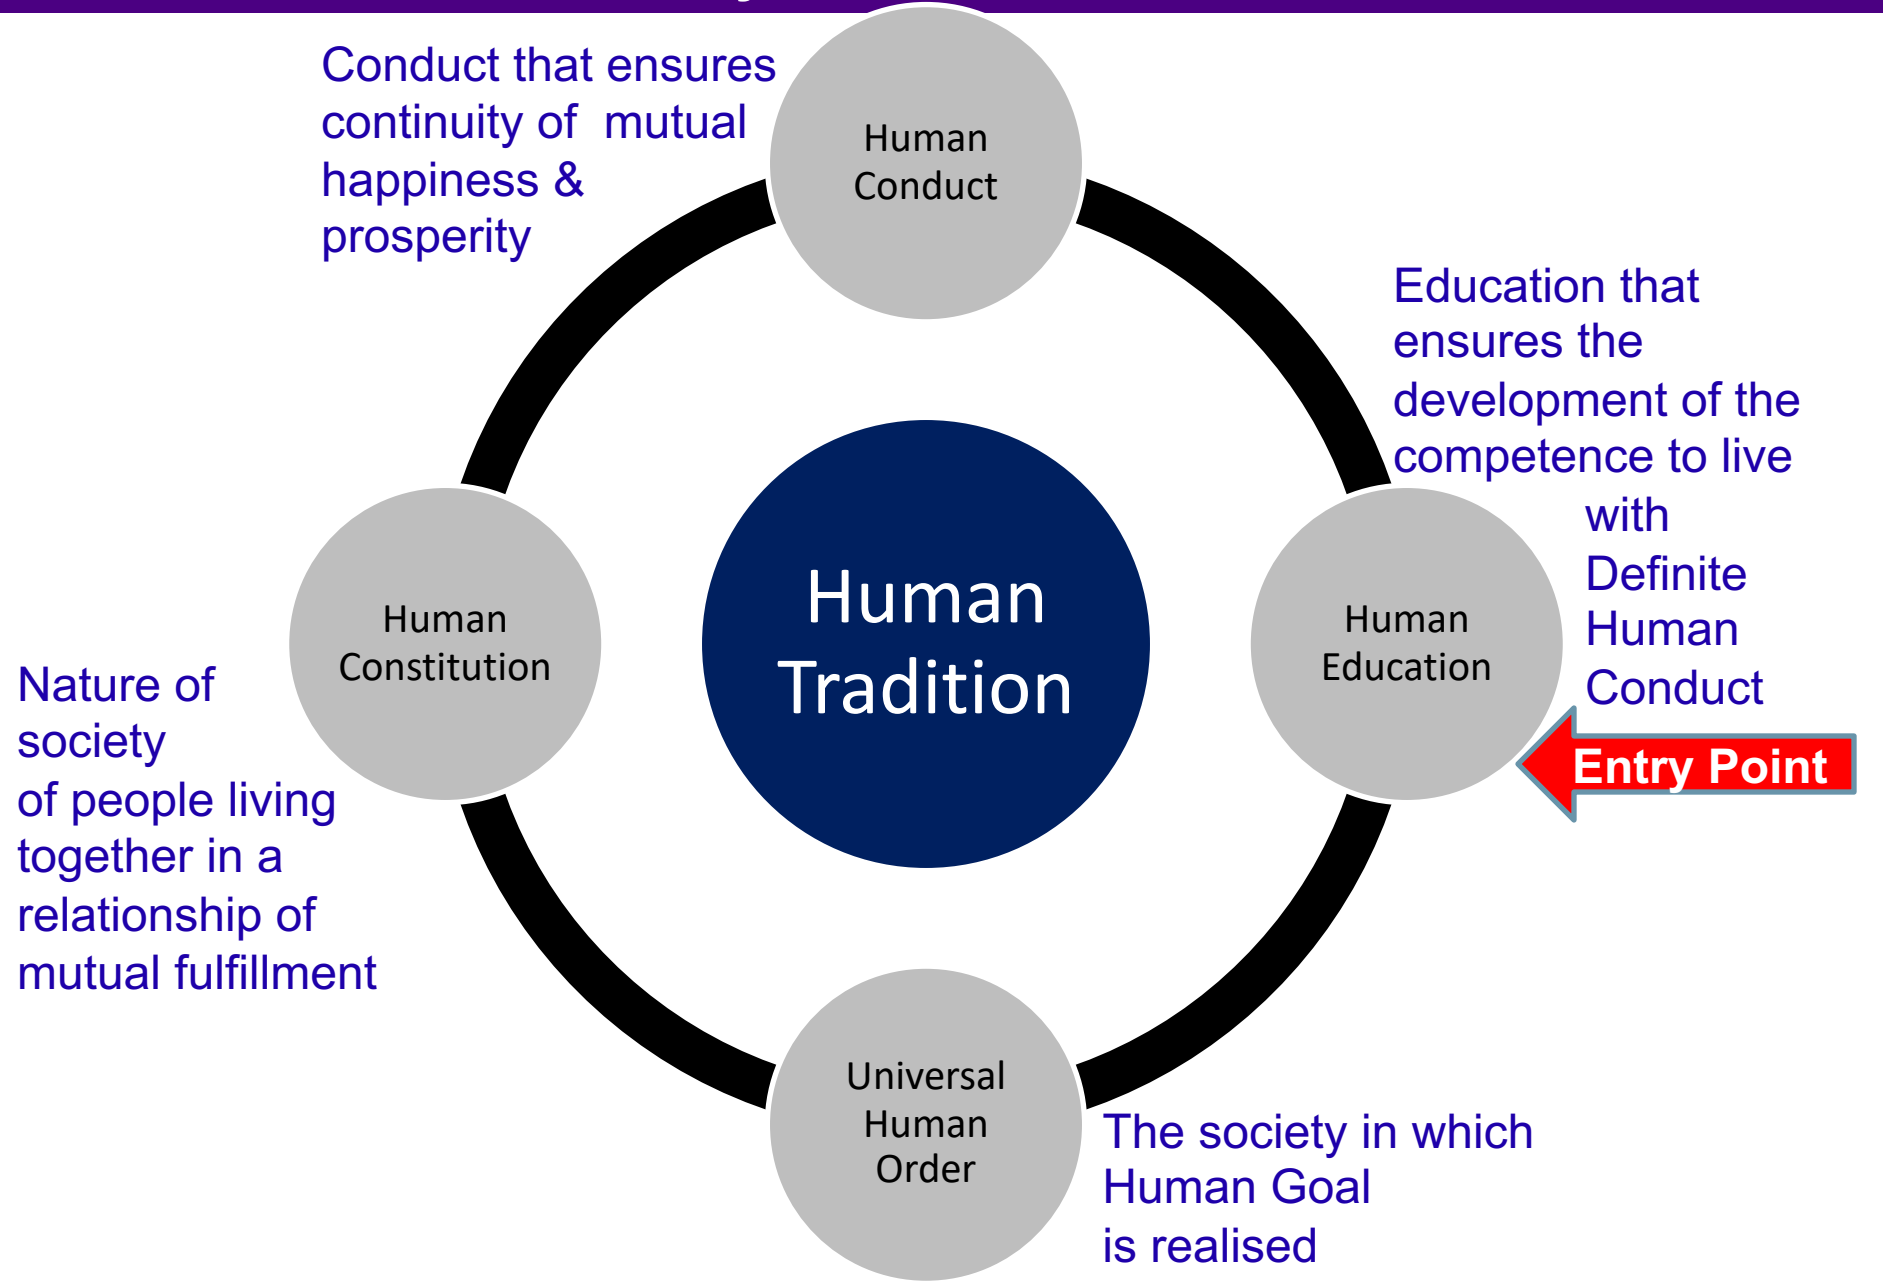 Conduct that ensures
continuity of  mutual
happiness &
prosperity
Human
Conduct
Education that
ensures the
development of the
competence to live
with
Definite
Human
Conduct
Human
Education
Entry Point
Human
Tradition
Human
Constitution
Nature of
society
of people living
together in a
relationship of
mutual fulfillment
Universal
Human
Order
The society in which
Human Goal
is realised